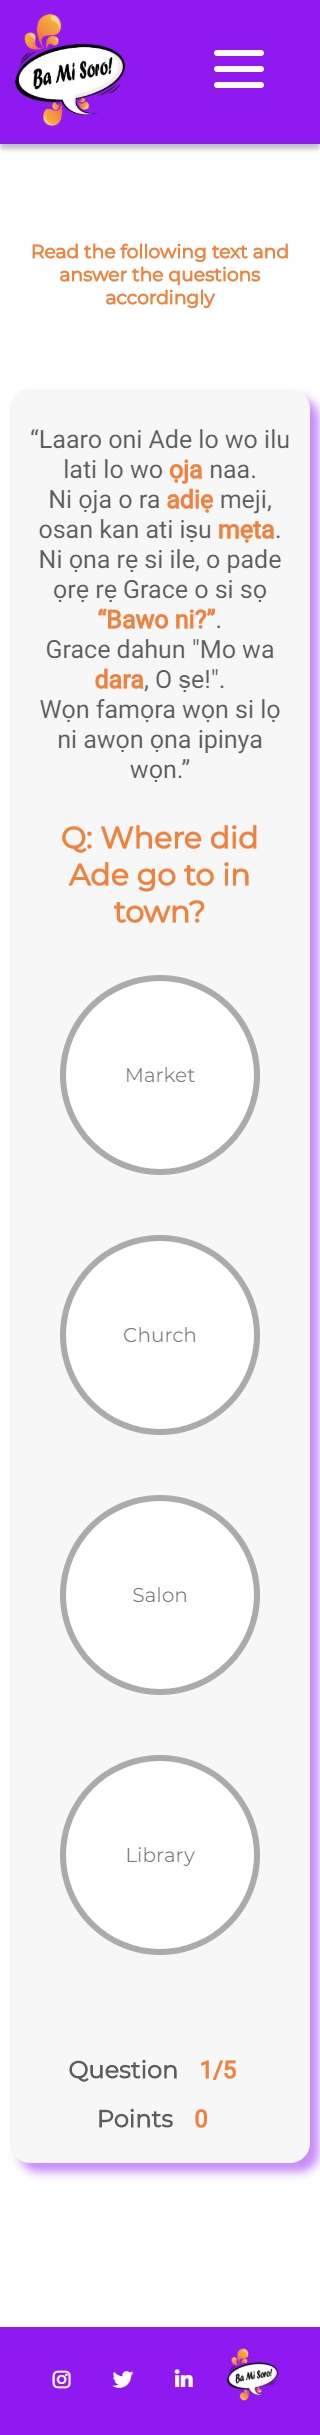 Ba Mi Soro!
Read the following text and
answer the questions
accordingly
“Laaro oni Ade lo wo ilu
lati lo wo ọja naa.
Ni ọja o ra adiẹ meji,
osan kan ati iṣu mẹta.
Ni ọna rẹ si ile, o pade
ọrẹ rẹ Grace o si sọ
“Bawo ni?”.
Grace dahun "Mo wa
dara, O ṣe!".
Wọn famọra wọn si lọ
ni awọn ọna ipinya
wọn.”
Q: Where did
Ade go to in
town?
Market
Church
Salon
Library
Question 1/5
Points 0
Ba Mi Soro!